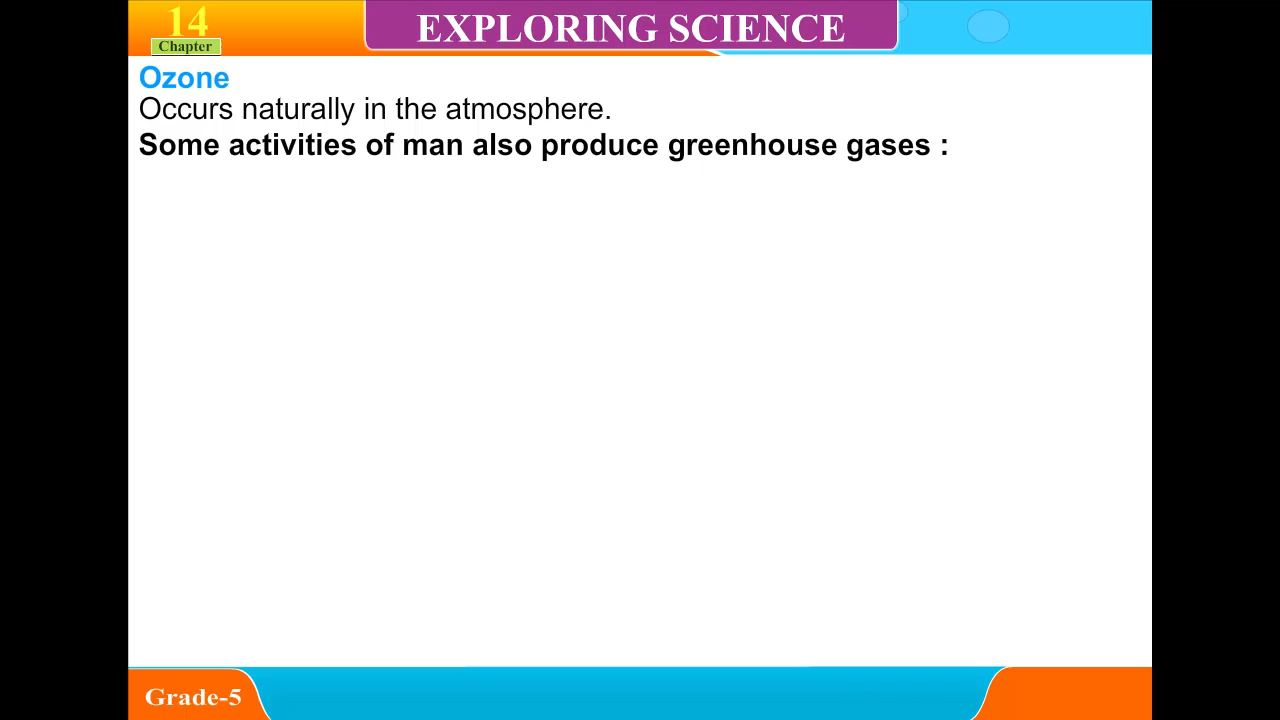 14
Chapter
EXPLORING SCIENCE
Ozone
Occurs naturally in the atmosphere.
Some activities of man also produce greenhouse gases :
Grade-5